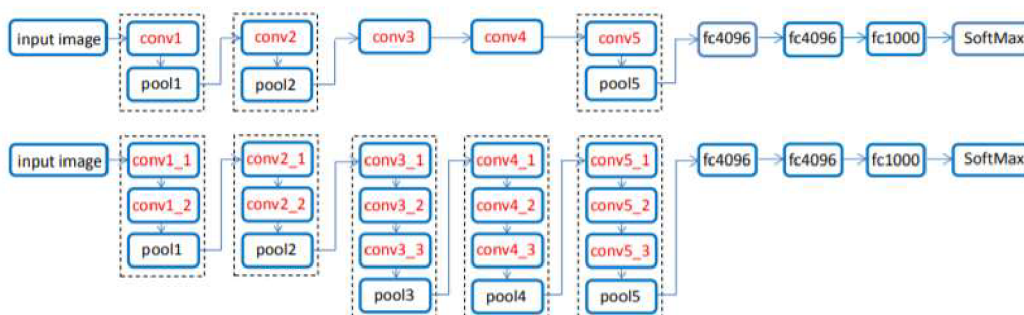 input image conv1 conv2 conv3 conv4 conv5 fc4096 fc4096 fc1000 SoftMax
pool1 pool2 pool5
input image conv1_1 conv2_1 conv3_1 conv4_1 conv5_1 fc4096 fc4096 fc1000 SoftMax
conv1_2 conv2_2 conv3_2 conv4_2 conv5_2
pool1 pool2 conv3_3 conv4_3 conv5_3
pool3 pool4 pool5